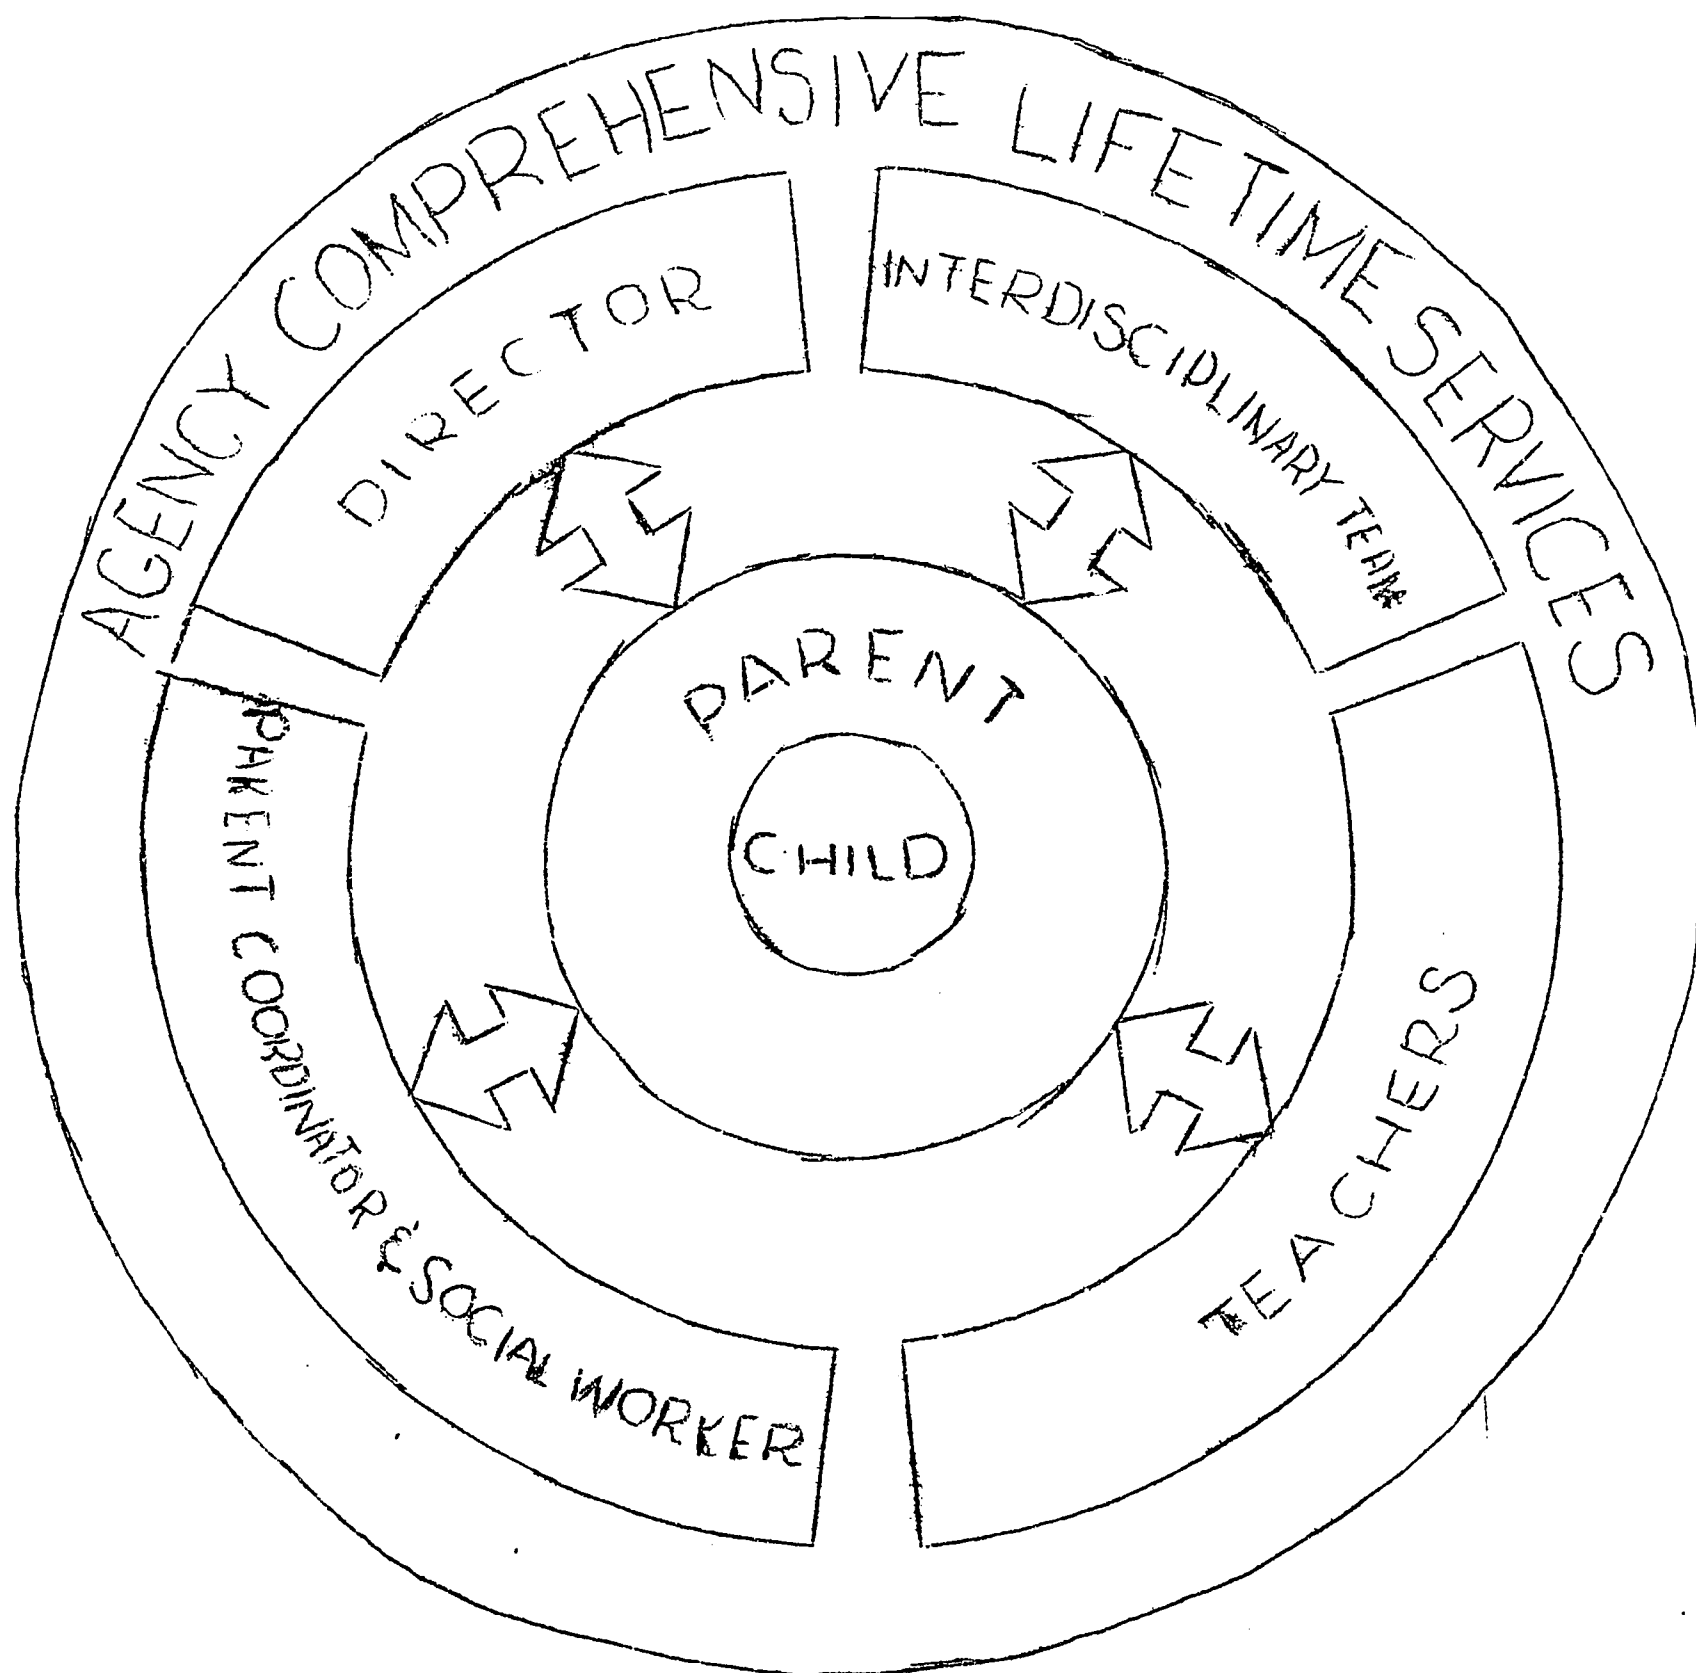 AGENCY COMPREHENSIVE LIFETIME SERVICES
DIRECTOR
INTERDISCIPLINARY TEAM
PARENT
CHILD
PARENT COORDINATOR & SOCIAL WORKER
TEACHERS